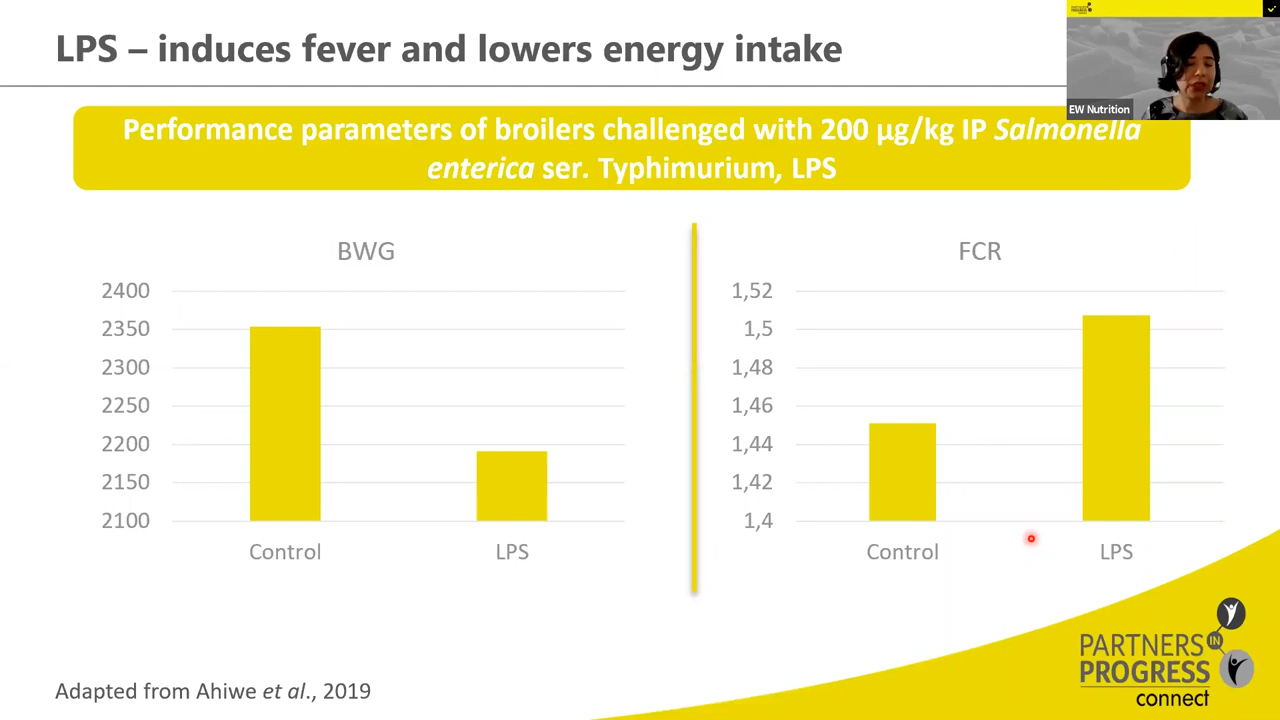 LPS – induces fever and lowers energy intake
PARTNERS IN
PROGRESS
EW Nutrition
Performance parameters of broilers challenged with 200 µg/kg IP Salmonella
enterica ser. Typhimurium, LPS
BWG
2400
2350
2300
2250
2200
2150
2100
Control LPS
FCR
1,52
1,5
1,48
1,46
1,44
1,42
1,4
Control LPS
Adapted from Ahiwe et al., 2019
PARTNERS IN
PROGRESS
connect